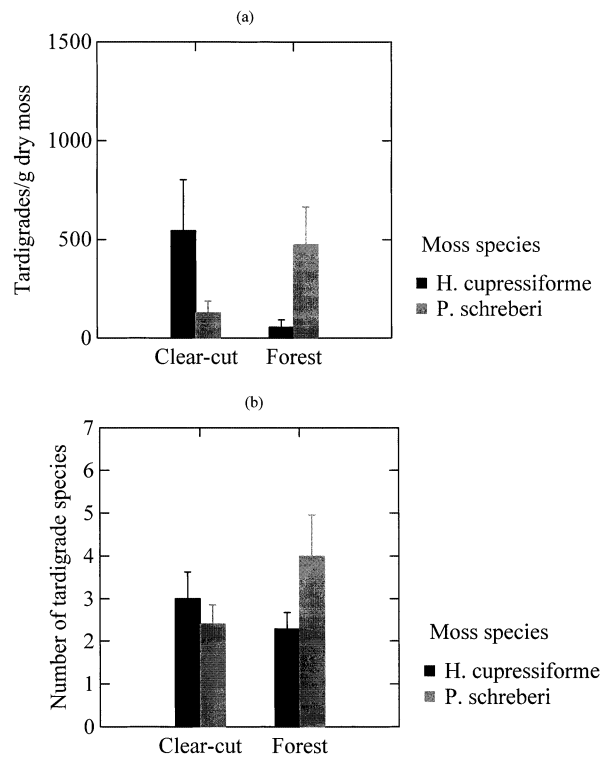 (a)
Tardigrades/g dry moss
1500
1000
500
0
Clear-cut
Forest
Moss species
H. cupressiforme
P. schreberi
(b)
Number of tardigrade species
7
6
5
4
3
2
1
0
Clear-cut
Forest
Moss species
H. cupressiforme
P. schreberi